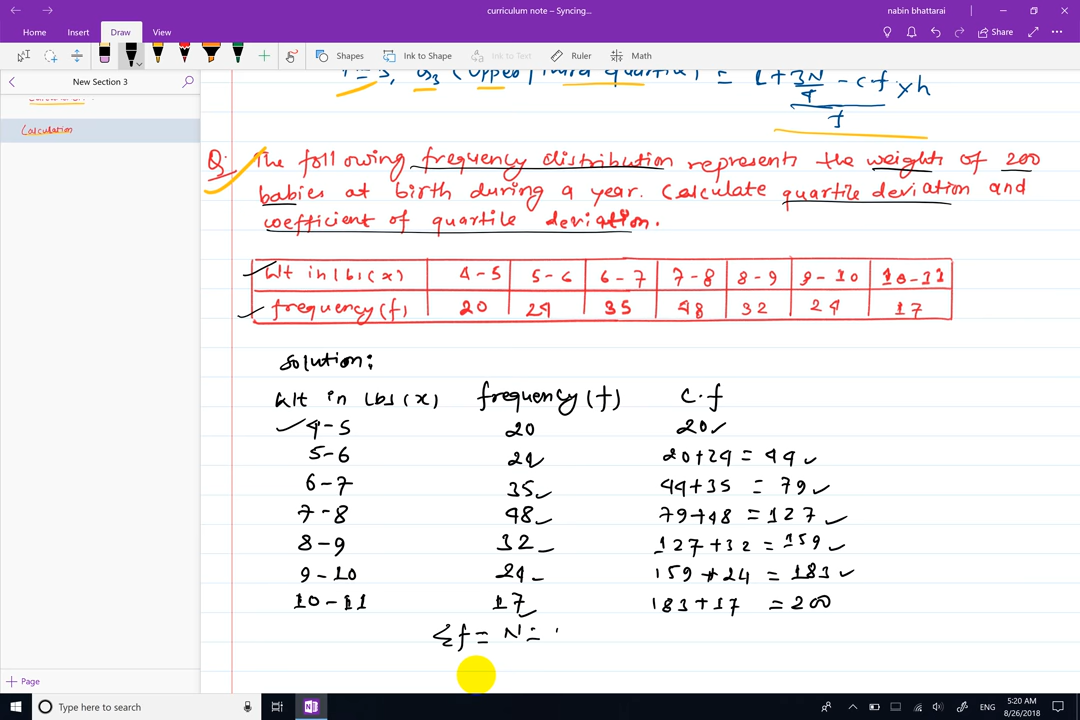 curriculum note – Syncing...
nabin bhattarai
Home Insert Draw View
Share
Shapes Ink to Shape Ink to Text Ruler Math
New Section 3
Calculation
(Upper/Third quartile) = L + 3N/4 - cf × h
f
Q: The following frequency distribution represents the weights of 200
babies at birth during a year. Calculate quartile deviation and
coefficient of quartile deviation.
Wt in lbs(x) 4-5 5-6 6-7 7-8 8-9 9-10 10-11
frequency(f) 20 24 35 48 32 24 17
Solution:
Wt in lbs(x) frequency(f) c.f
4-5 20 20
5-6 24 20+24 = 44
6-7 35 44+35 = 79
7-8 48 79+48 = 127
8-9 32 127+32 = 159
9-10 24 159+24 = 183
10-11 17 183+17 = 200
Σf = N =
+ Page
Type here to search
ENG
5:20 AM
8/26/2018